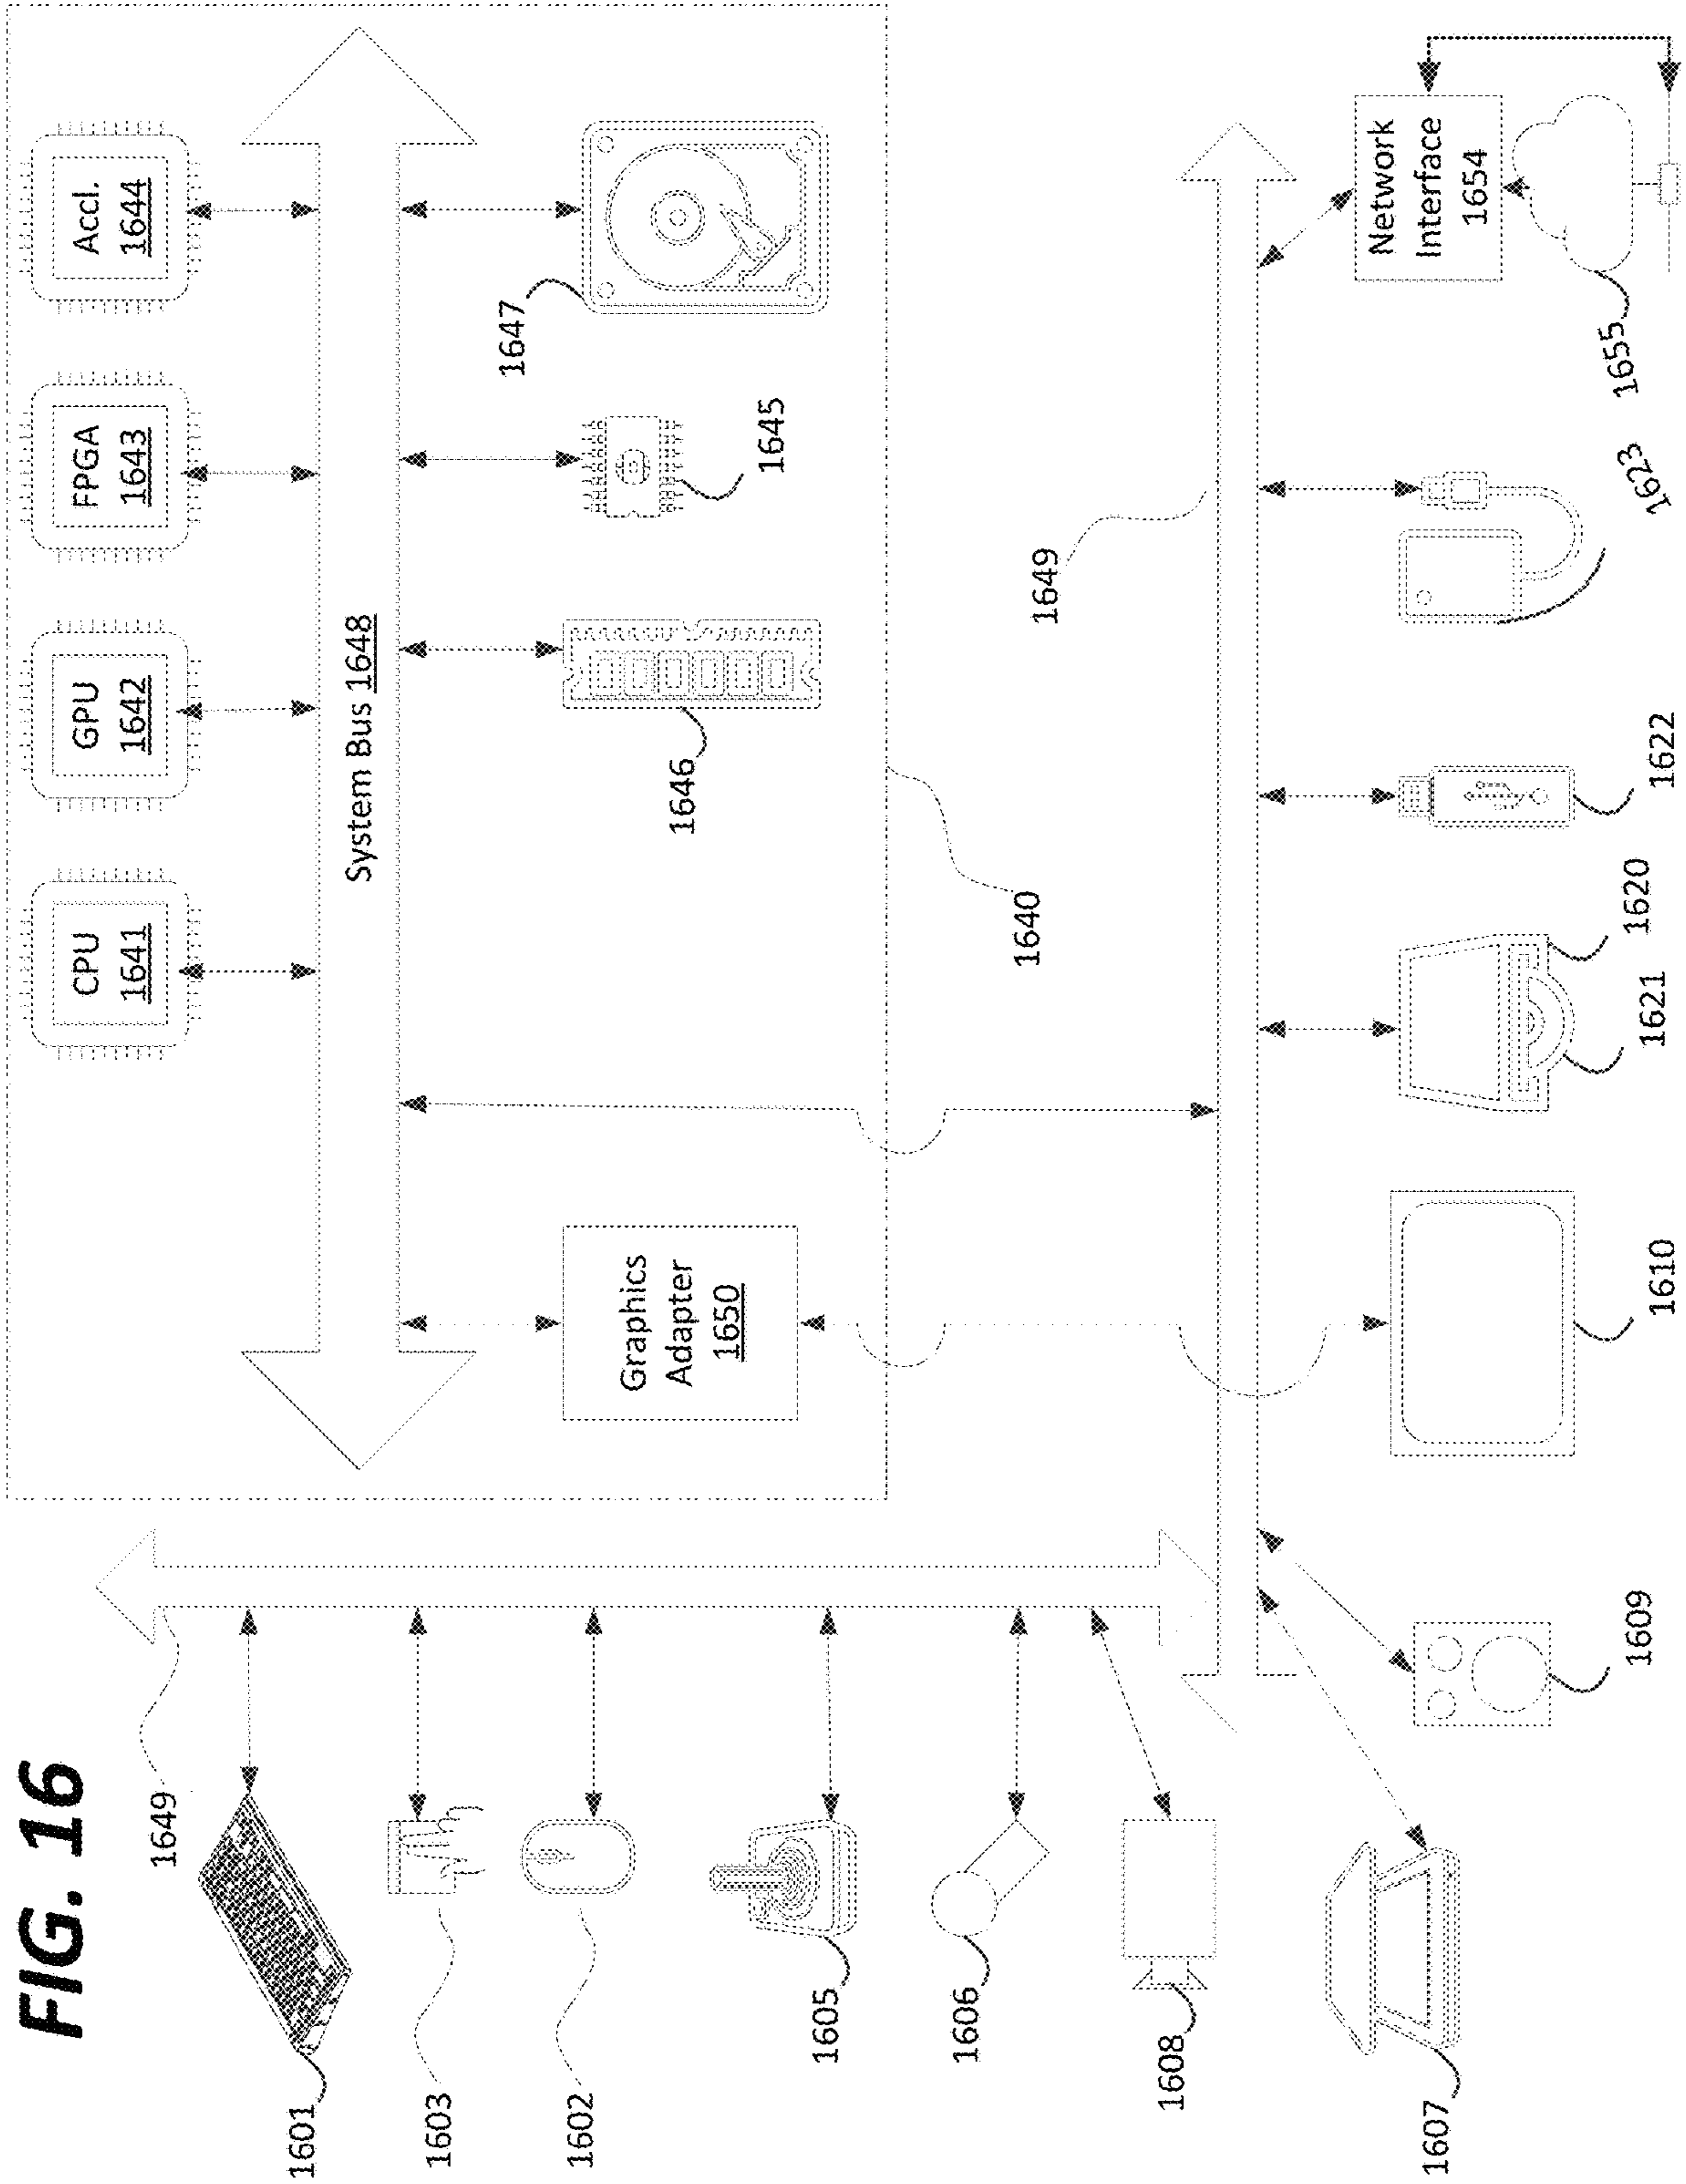 FIG. 16
CPU
1641
GPU
1642
FPGA
1643
Accl.
1644
System Bus 1648
Graphics
Adapter
1650
1646
1645
1647
1640
1649
1649
1601
1603
1602
1605
1606
1608
1607
1609
1610
1621
1620
1622
1623
1655
Network
Interface
1654